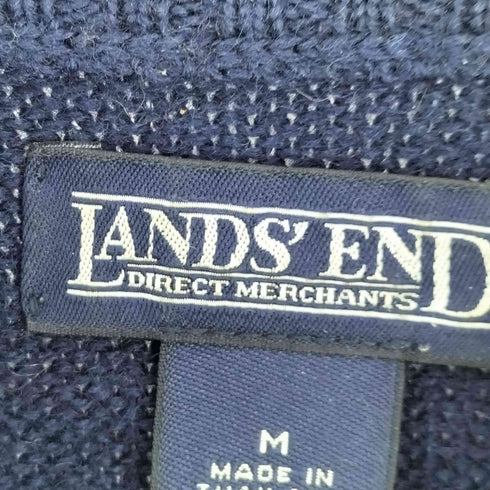 LANDS' END
DIRECT MERCHANTS
M
MADE IN